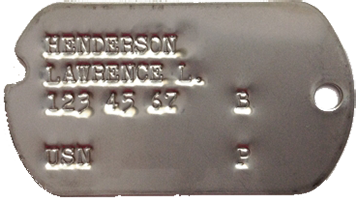 HENDERSON
LAWRENCE L.
123 45 67 B
USN P